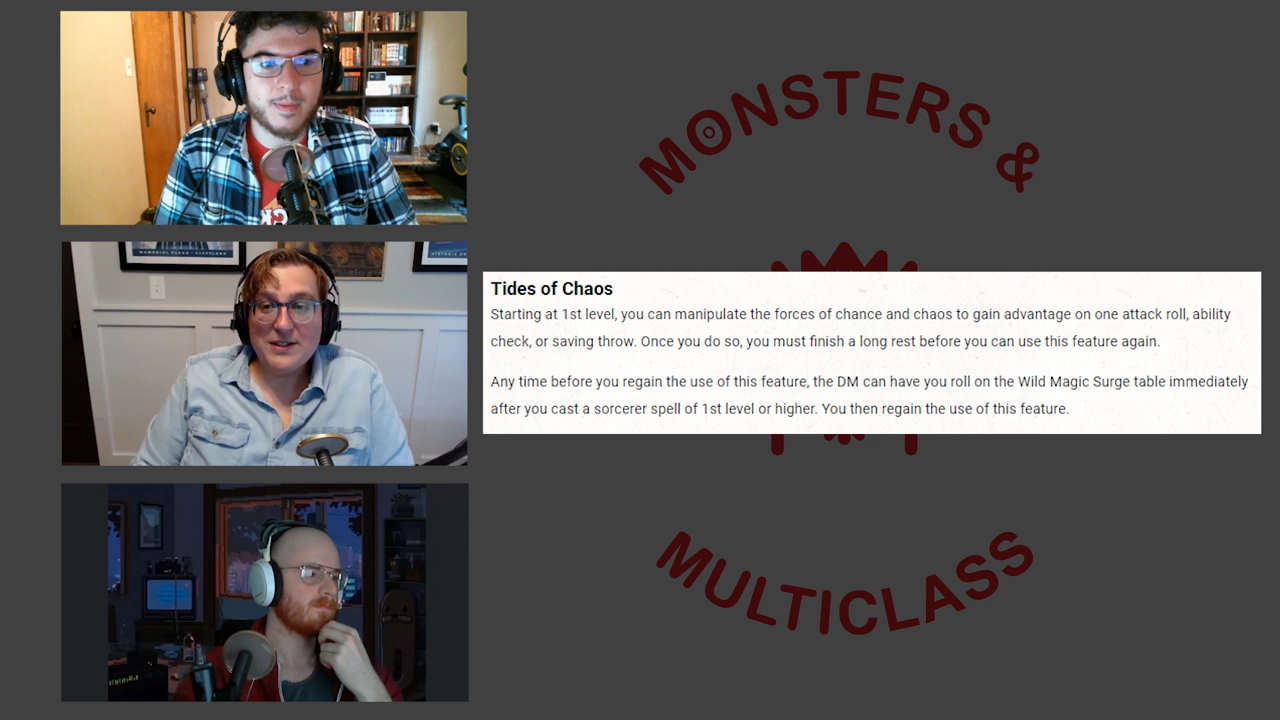 MONSTERS &
MEMORIAL PLAZA - CLEVELAND
Tides of Chaos
Starting at 1st level, you can manipulate the forces of chance and chaos to gain advantage on one attack roll, ability
check, or saving throw. Once you do so, you must finish a long rest before you can use this feature again.
Any time before you regain the use of this feature, the DM can have you roll on the Wild Magic Surge table immediately
after you cast a sorcerer spell of 1st level or higher. You then regain the use of this feature.
MULTICLASS